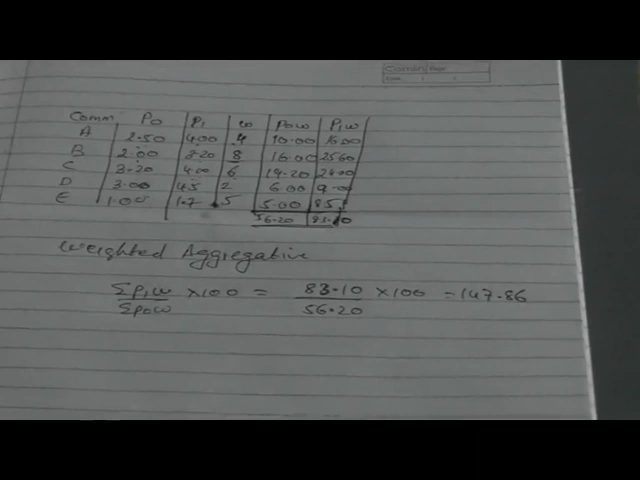 Comm P0 P1 w P0w P1w
A 2.50 4.00 4 10.00 16.00
B 2.00 3.20 8 16.00 25.60
C 3.20 4.00 6 19.20 24.00
D 3.00 4.5 2 6.00 9.00
E 1.00 1.7 5 5.00 8.5
56.20 83.10
Weighted Aggregative
ΣP1w/ΣP0w ×100 = 83.10/56.20 ×100 = 147.86